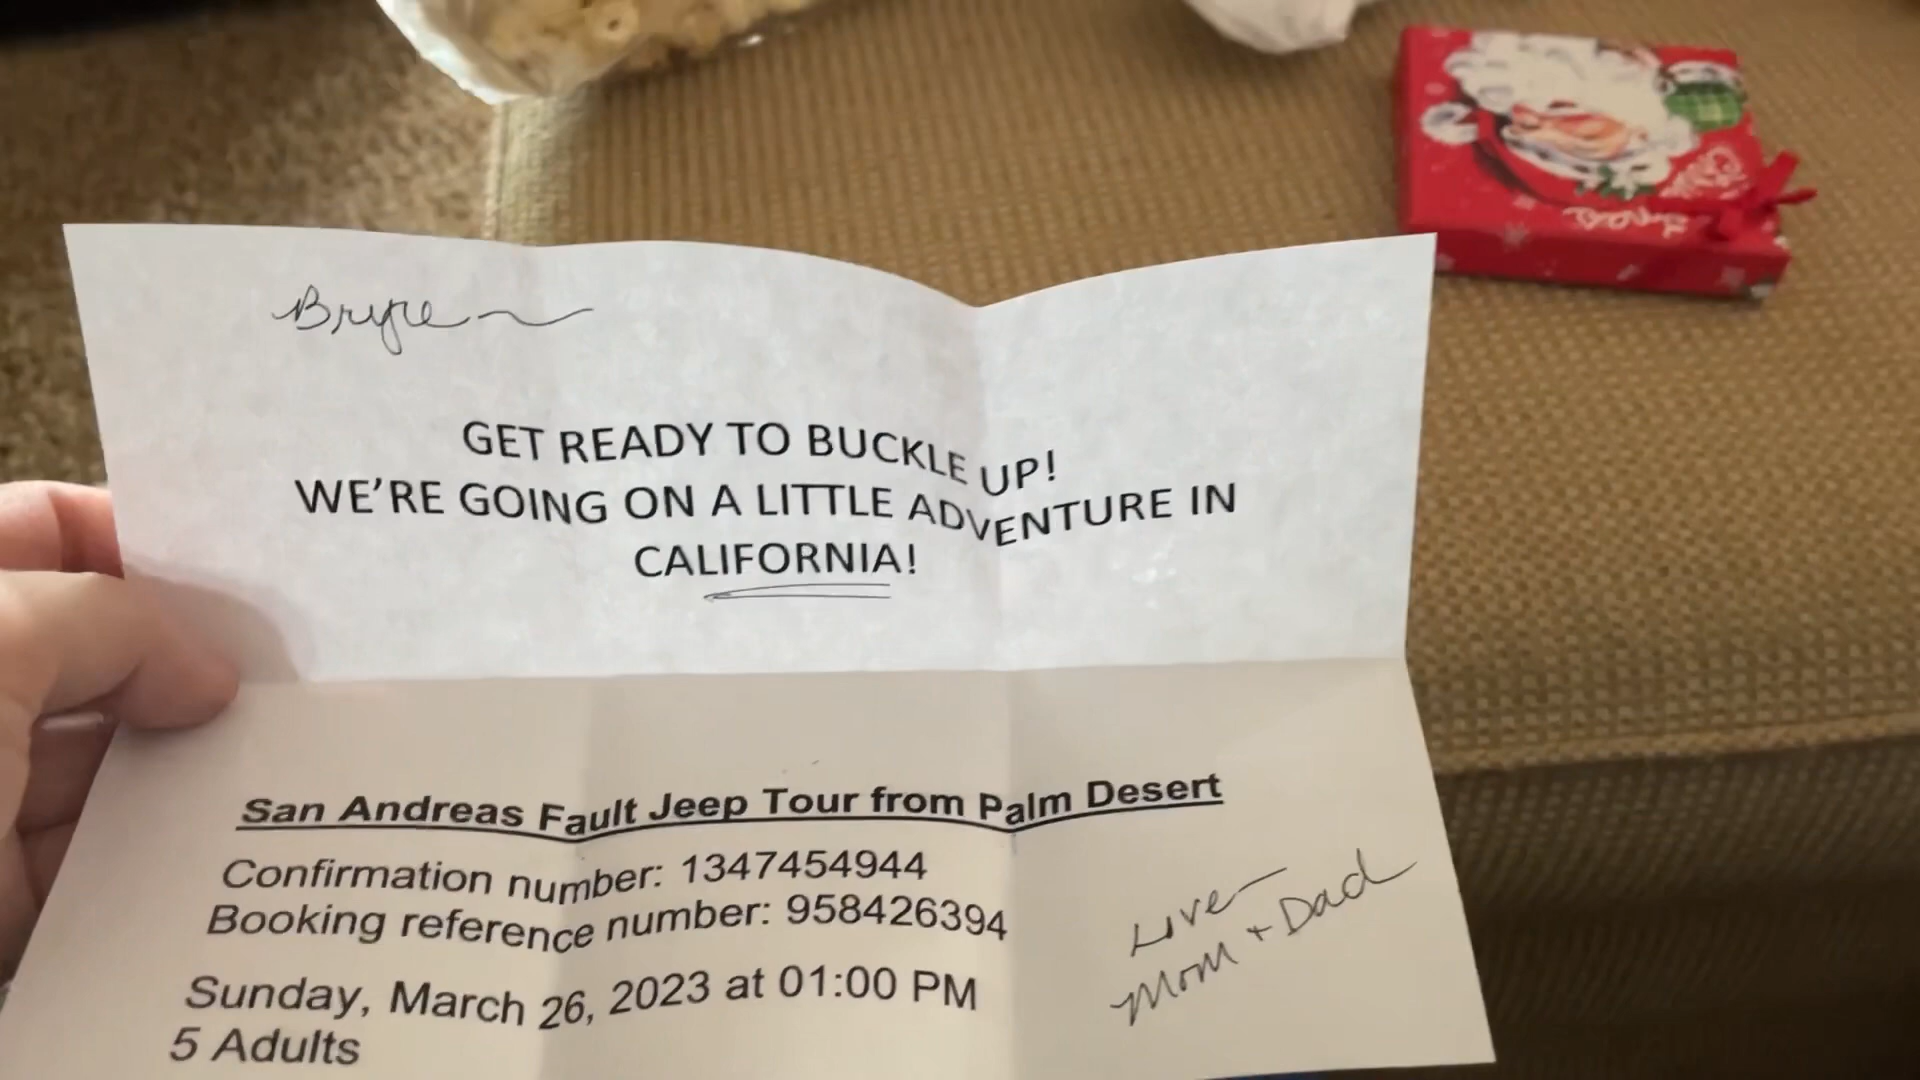 Bryce
GET READY TO BUCKLE UP!
WE'RE GOING ON A LITTLE ADVENTURE IN
CALIFORNIA!
San Andreas Fault Jeep Tour from Palm Desert
Confirmation number: 1347454944
Booking reference number: 958426394
Sunday, March 26, 2023 at 01:00 PM
5 Adults
Love-
Mom + Dad